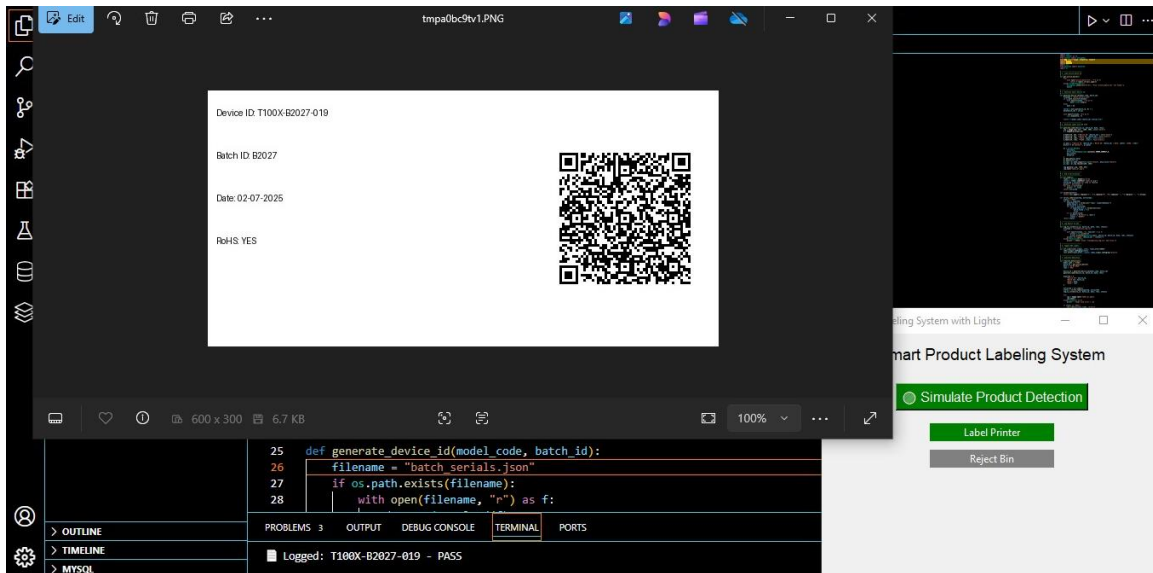 Edit
tmpa0bc9tv1.PNG
Device ID: T100X-B2027-019
Batch ID: B2027
Date: 02-07-2025
RoHS: YES
600 x 300
6.7 KB
100%
eling System with Lights
mart Product Labeling System
Simulate Product Detection
Label Printer
Reject Bin
25 def generate_device_id(model_code, batch_id):
26 filename = "batch_serials.json"
27 if os.path.exists(filename):
28 with open(filename, "r") as f:
OUTLINE
TIMELINE
MYSQL
PROBLEMS 3 OUTPUT DEBUG CONSOLE TERMINAL PORTS
Logged: T100X-B2027-019 - PASS